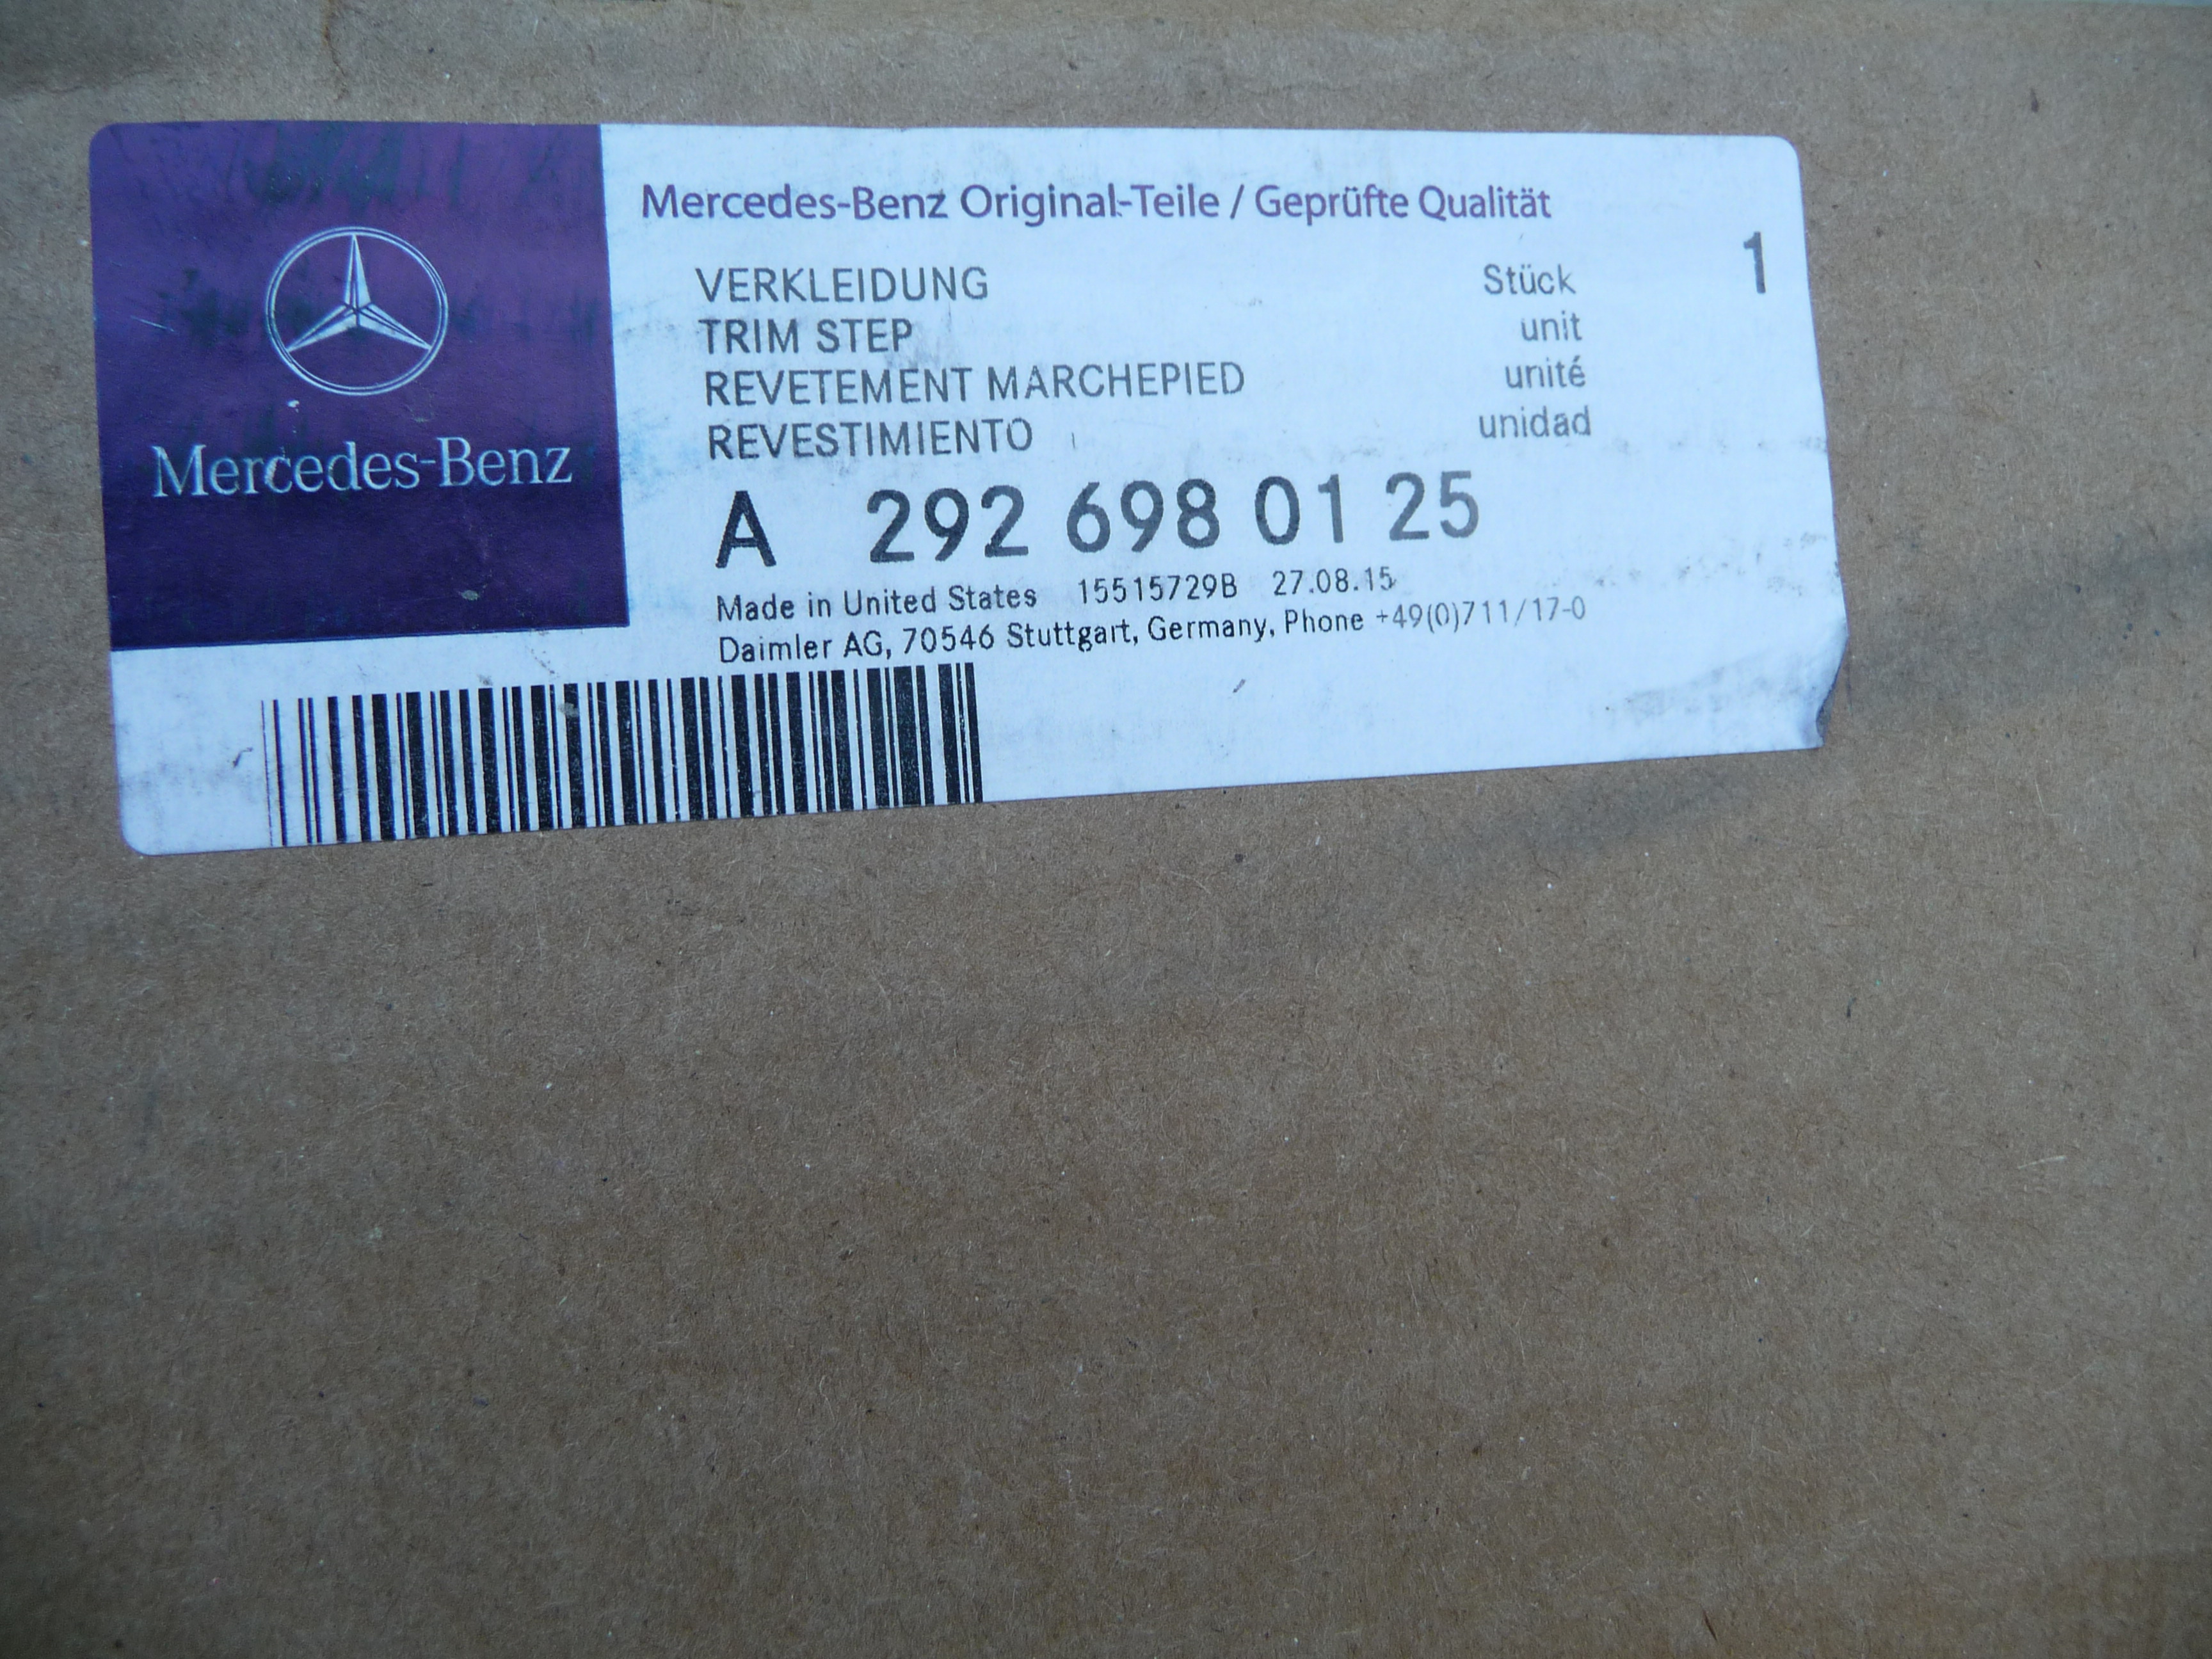 Mercedes-Benz
Mercedes-Benz Original-Teile / Geprüfte Qualität
VERKLEIDUNG Stück 1
TRIM STEP unit
REVETEMENT MARCHEPIED unité
REVESTIMIENTO unidad
A 292 698 01 25
Made in United States 15515729B 27.08.15
Daimler AG, 70546 Stuttgart, Germany, Phone +49(0)711/17-0